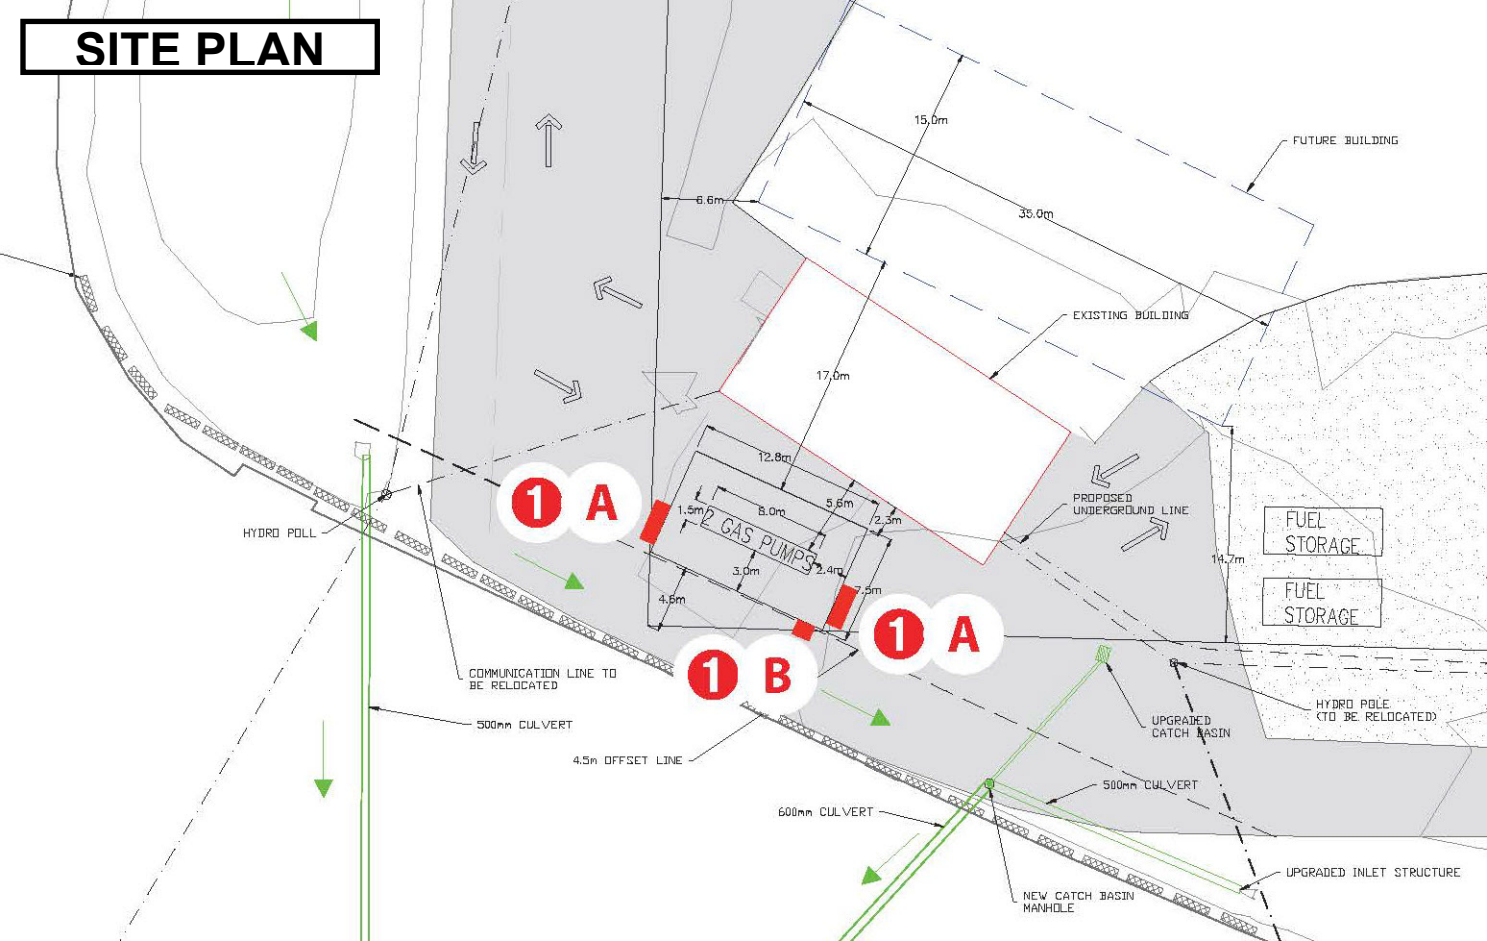 SITE PLAN
15.0m
FUTURE BUILDING
6.6m
35.0m
EXISTING BUILDING
17.0m
12.8m
PROPOSED
UNDERGROUND LINE
1 A
1.5m
6.0m
5.6m
2.3m
2 GAS PUMPS
HYDRO POLL
FUEL
STORAGE
14.7m
3.0m
2.4m
7.5m
4.6m
FUEL
STORAGE
1 A
1 B
COMMUNICATION LINE TO
BE RELOCATED
500mm CULVERT
HYDRO POLE
(TO BE RELOCATED)
UPGRADED
CATCH BASIN
4.5m OFFSET LINE
500mm CULVERT
600mm CULVERT
UPGRADED INLET STRUCTURE
NEW CATCH BASIN
MANHOLE